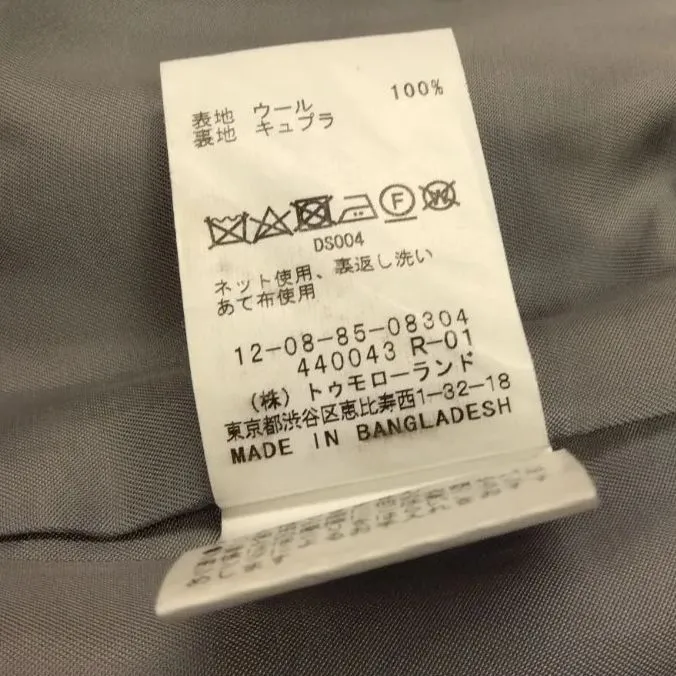 表地 ウール 100%
裏地 キュプラ
F W
DS004
ネット使用、裏返し洗い
あて布使用
12-08-85-08304
440043 R-01
(株) トゥモローランド
東京都渋谷区恵比寿西1-32-18
MADE IN BANGLADESH